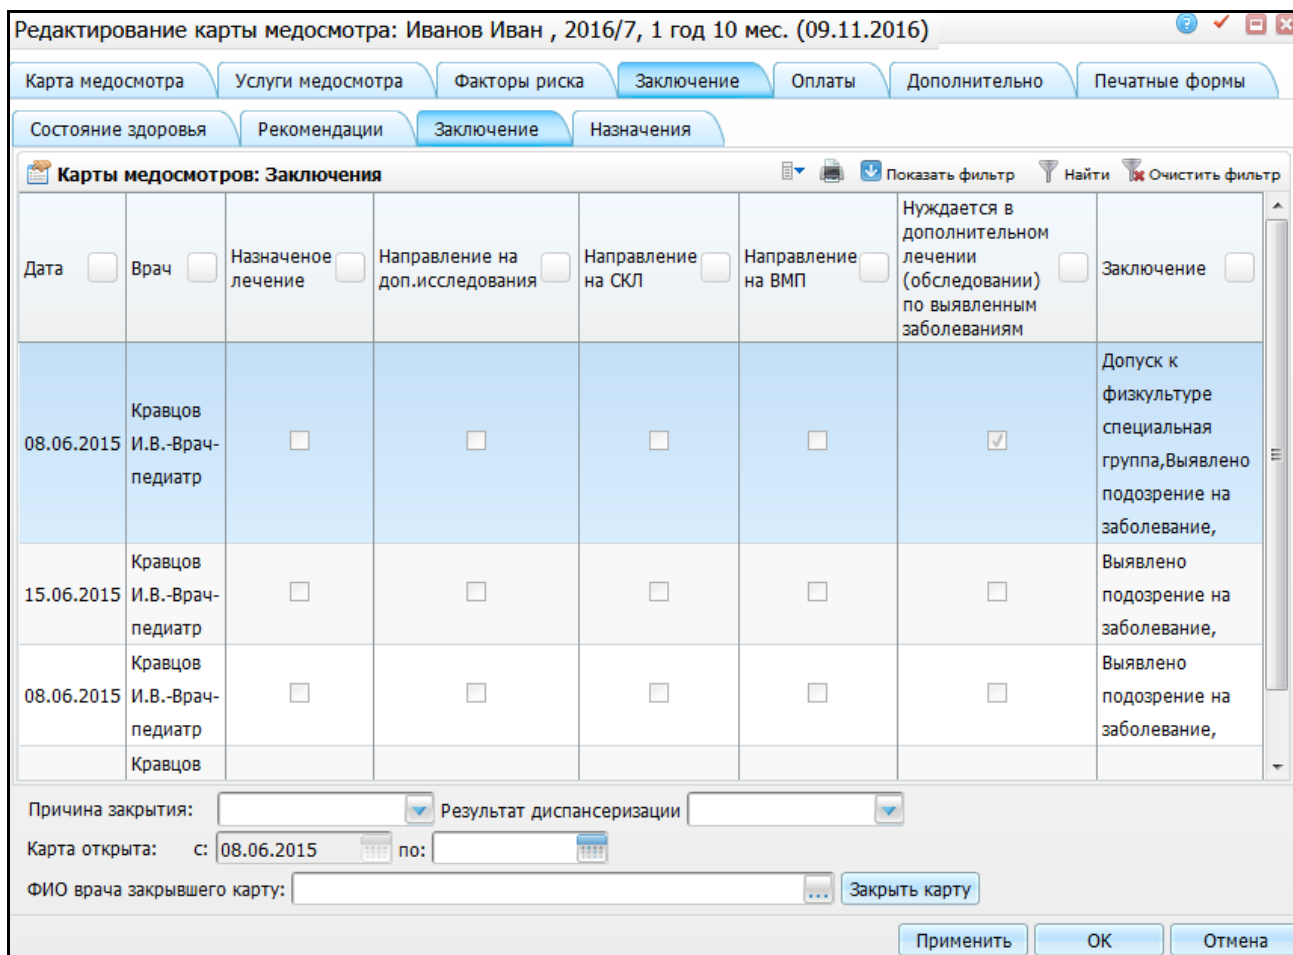 Редактирование карты медосмотра: Иванов Иван , 2016/7, 1 год 10 мес. (09.11.2016)
Карта медосмотра Услуги медосмотра Факторы риска Заключение Оплаты Дополнительно Печатные формы
Состояние здоровья Рекомендации Заключение Назначения
Карты медосмотров: Заключения Показать фильтр Найти Очистить фильтр
Дата
Врач
Назначеное
лечение
Направление на
доп.исследования
Направление
на СКЛ
Направление
на ВМП
Нуждается в
дополнительном
лечении
(обследовании)
по выявленным
заболеваниям
Заключение
08.06.2015
Кравцов
И.В.-Врач-
педиатр
Допуск к
физкультуре
специальная
группа,Выявлено
подозрение на
заболевание,
15.06.2015
Кравцов
И.В.-Врач-
педиатр
Выявлено
подозрение на
заболевание,
08.06.2015
Кравцов
И.В.-Врач-
педиатр
Выявлено
подозрение на
заболевание,
Кравцов
Причина закрытия: Результат диспансеризации
Карта открыта: с: 08.06.2015 по:
ФИО врача закрывшего карту: ... Закрыть карту
Применить ОК Отмена